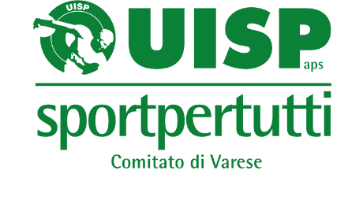 UISP
UISP
aps
sportpertutti
Comitato di Varese